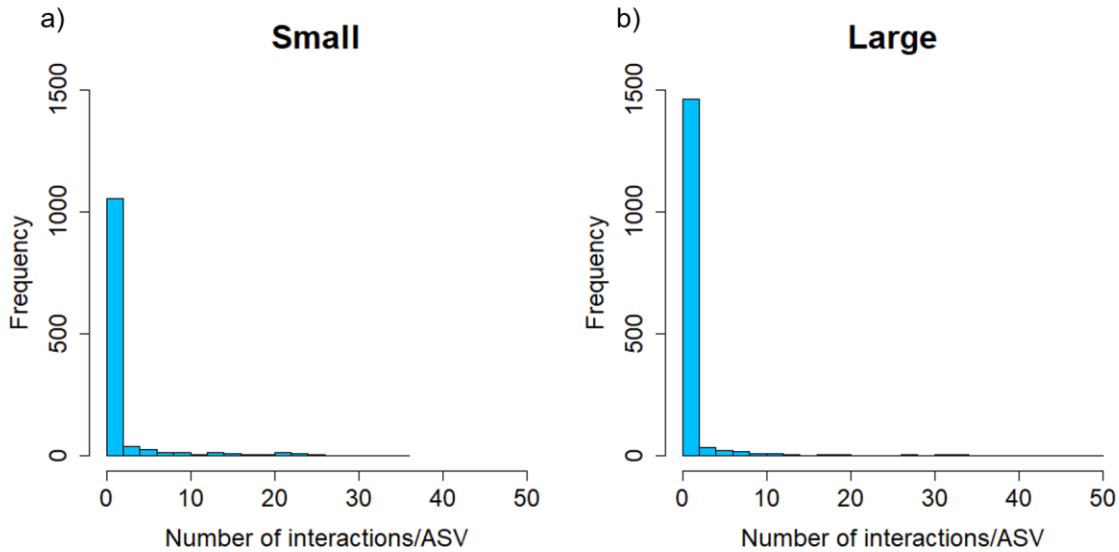 a)
Small
1500
1000
500
0
Frequency
0 10 20 30 40 50
Number of interactions/ASV
b)
Large
1500
1000
500
0
Frequency
0 10 20 30 40 50
Number of interactions/ASV